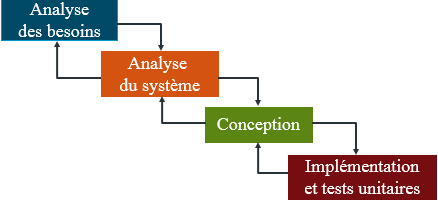 Analyse
des besoins
Analyse
du système
Conception
Implémentation
et tests unitaires